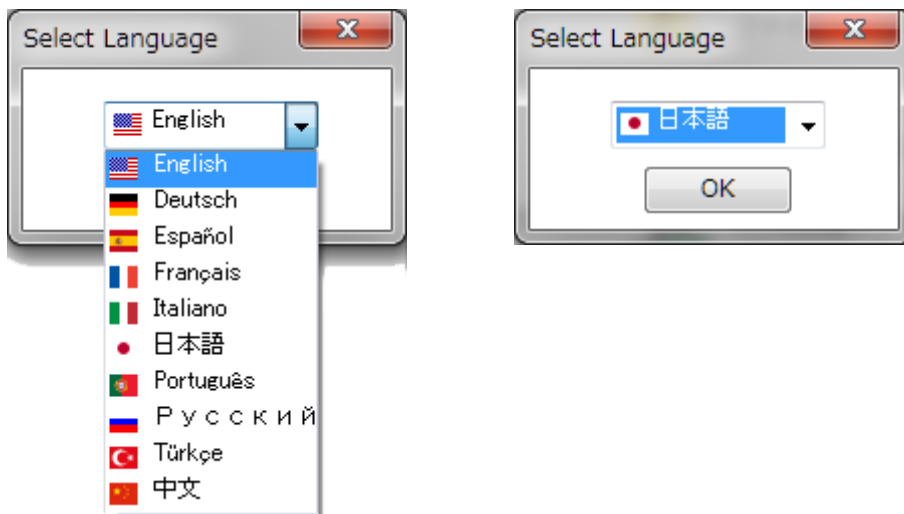 Select Language
English
English
Deutsch
Español
Français
Italiano
日本語
Português
Русский
Türkçe
中文
Select Language
日本語
OK